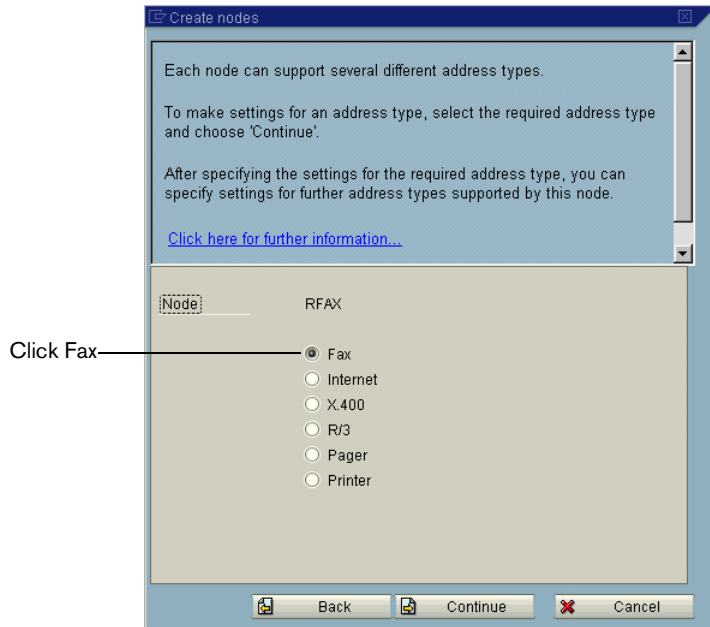 Create nodes
Each node can support several different address types.
To make settings for an address type, select the required address type
and choose 'Continue'.
After specifying the settings for the required address type, you can
specify settings for further address types supported by this node.
Click here for further information...
Node RFAX
Click Fax
Fax
Internet
X.400
R/3
Pager
Printer
Back Continue Cancel